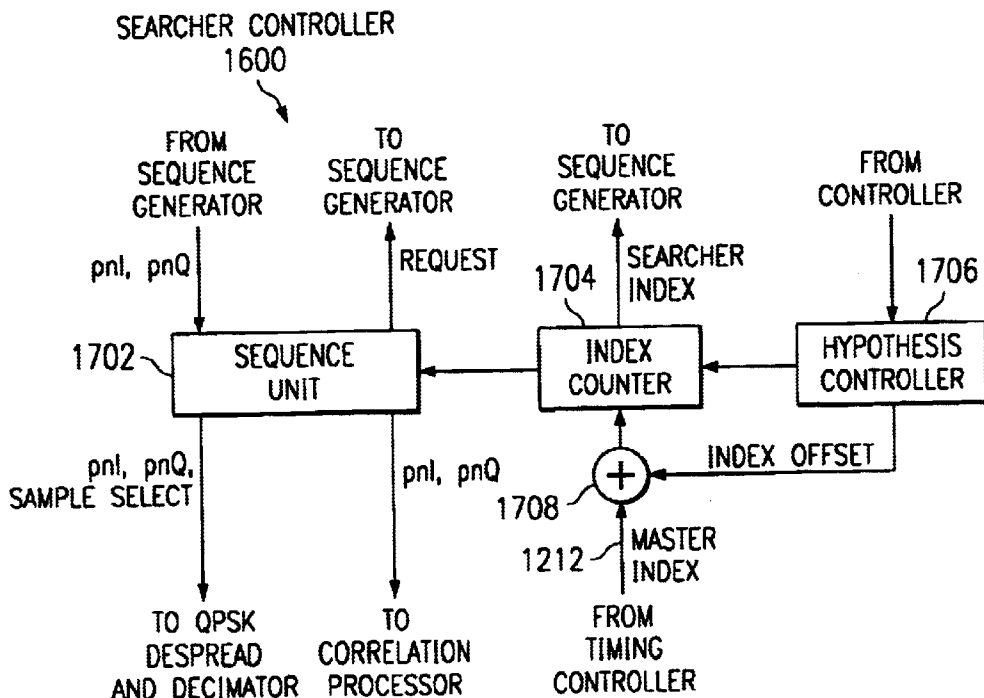 SEARCHER CONTROLLER
1600
FROM
SEQUENCE
GENERATOR
TO
SEQUENCE
GENERATOR
TO
SEQUENCE
GENERATOR
FROM
CONTROLLER
pnI, pnQ
REQUEST
SEARCHER
INDEX
1704
1706
1702
SEQUENCE
UNIT
INDEX
COUNTER
HYPOTHESIS
CONTROLLER
pnI, pnQ,
SAMPLE SELECT
pnI, pnQ
+
INDEX OFFSET
1708
1212
MASTER
INDEX
TO QPSK
DESPREAD
AND DECIMATOR
TO
CORRELATION
PROCESSOR
FROM
TIMING
CONTROLLER